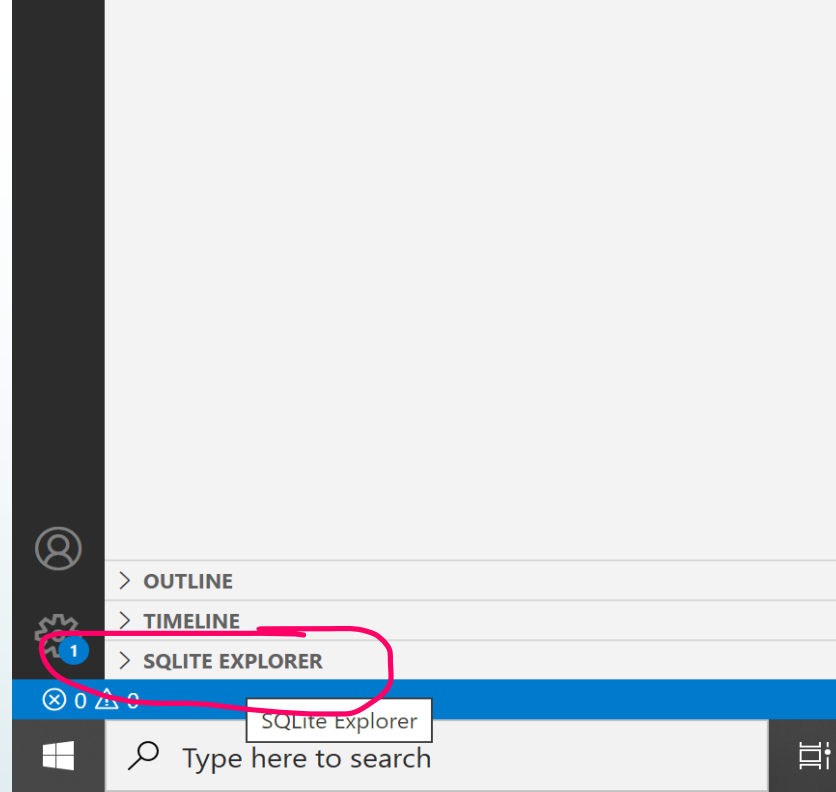 OUTLINE
TIMELINE
SQLITE EXPLORER
1
0 0
SQLite Explorer
Type here to search